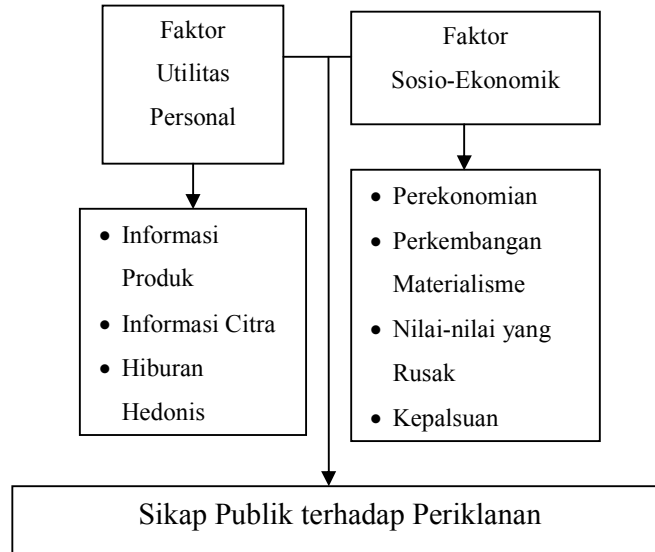 Faktor
Utilitas
Personal
Faktor
Sosio-Ekonomik
• Informasi
Produk
• Informasi Citra
• Hiburan
Hedonis
• Perekonomian
• Perkembangan
Materialisme
• Nilai-nilai yang
Rusak
• Kepalsuan
Sikap Publik terhadap Periklanan